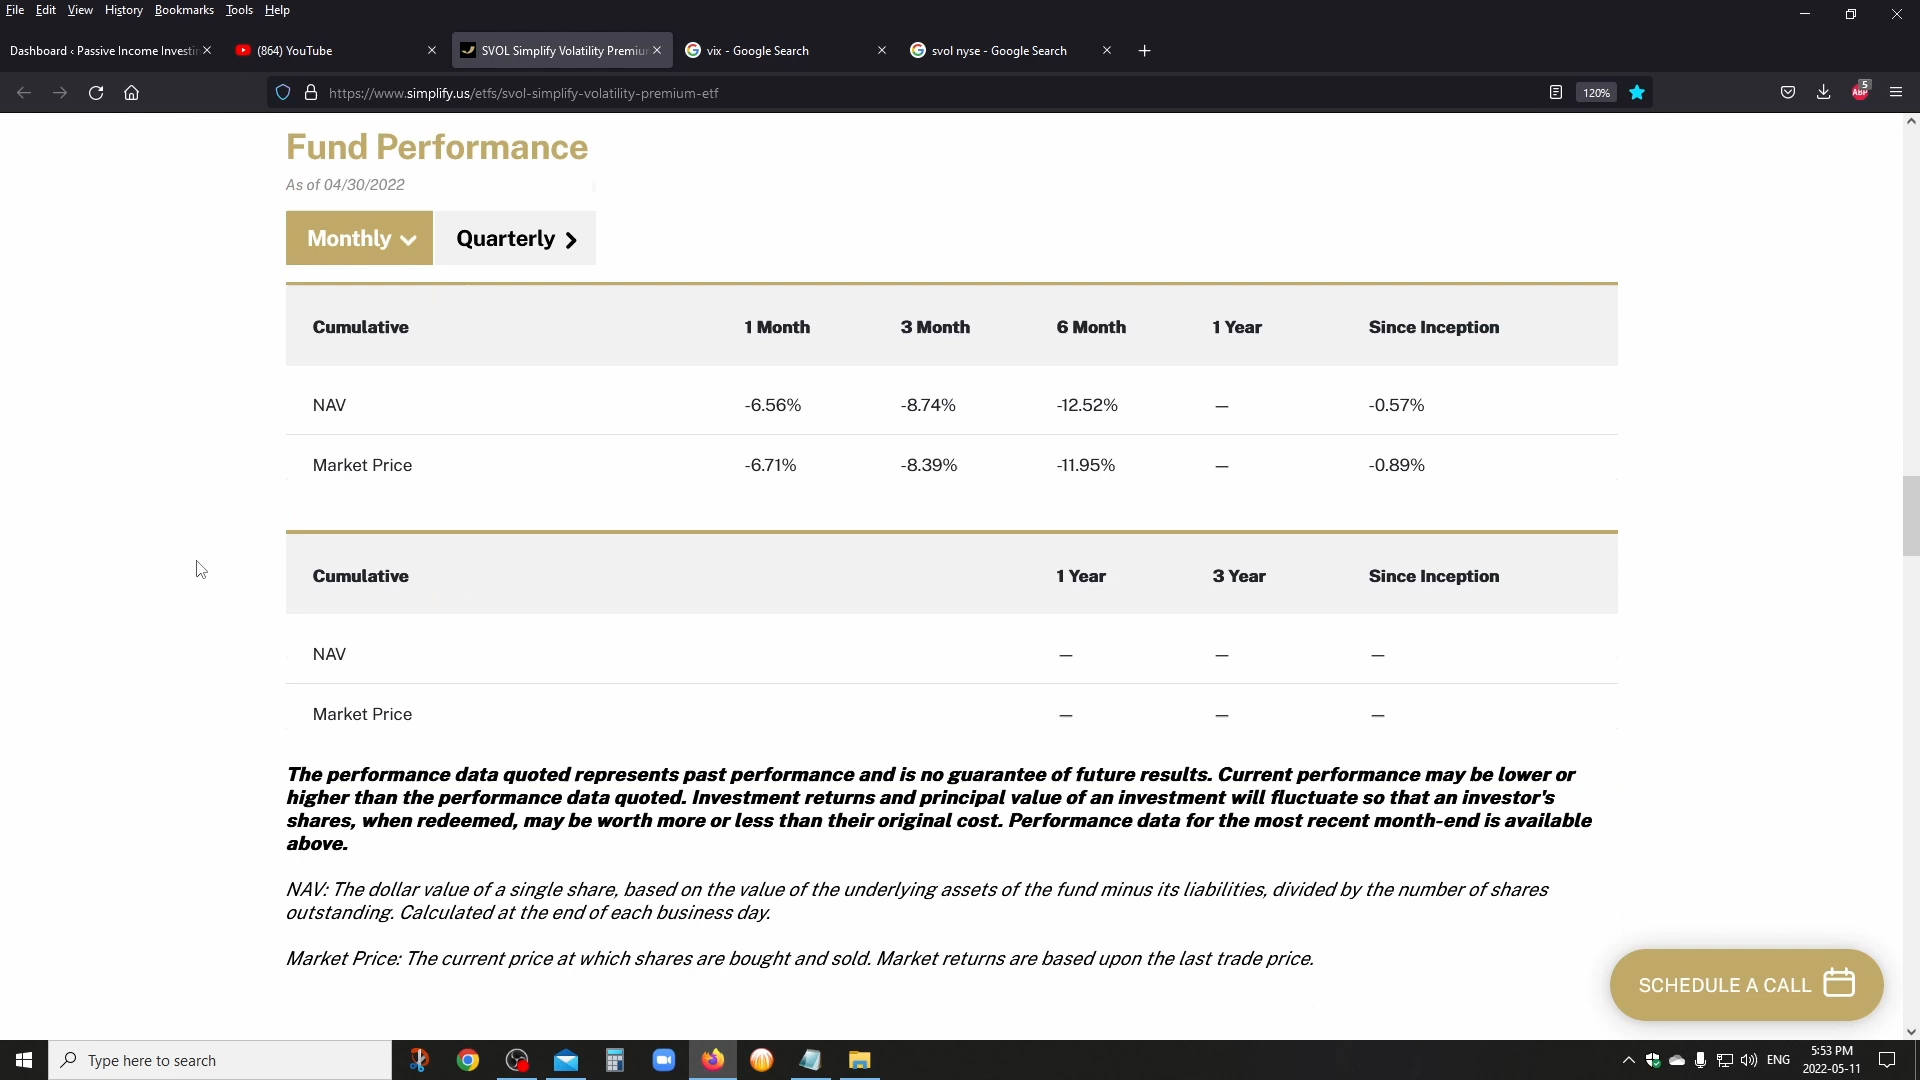 File Edit View History Bookmarks Tools Help
Dashboard ‹ Passive Income Investin
(864) YouTube
SVOL Simplify Volatility Premium
vix - Google Search
svol nyse - Google Search
https://www.simplify.us/etfs/svol-simplify-volatility-premium-etf
120%
5
ABP
Fund Performance
As of 04/30/2022
Monthly
Quarterly
Cumulative 1 Month 3 Month 6 Month 1 Year Since Inception
NAV -6.56% -8.74% -12.52% — -0.57%
Market Price -6.71% -8.39% -11.95% — -0.89%
Cumulative 1 Year 3 Year Since Inception
NAV — — —
Market Price — — —
The performance data quoted represents past performance and is no guarantee of future results. Current performance may be lower or
higher than the performance data quoted. Investment returns and principal value of an investment will fluctuate so that an investor's
shares, when redeemed, may be worth more or less than their original cost. Performance data for the most recent month-end is available
above.
NAV: The dollar value of a single share, based on the value of the underlying assets of the fund minus its liabilities, divided by the number of shares
outstanding. Calculated at the end of each business day.
Market Price: The current price at which shares are bought and sold. Market returns are based upon the last trade price.
SCHEDULE A CALL
Type here to search
ENG
5:53 PM
2022-05-11